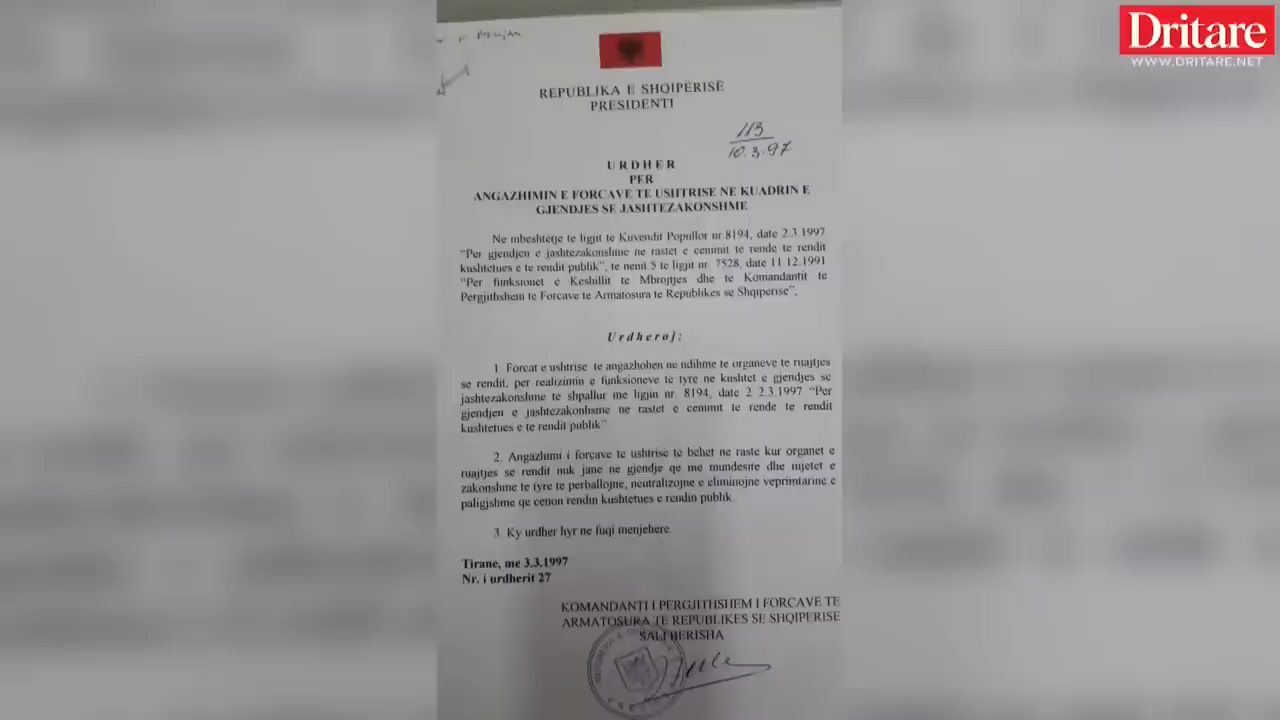 Dritare
WWW.DRITARE.NET
REPUBLIKA E SHQIPËRISË
PRESIDENTI
113
10.3.97
URDHER
PER
ANGAZHIMIN E FORCAVE TE USHTRISE NE KUADRIN E
GJENDJES SE JASHTEZAKONSHME
Ne mbeshtetje te ligjit te Kuvendit Popullor nr.8194, date 2.3.1997
"Per gjendjen e jashtezakonshme ne rastet e cenimit te rende te rendit
kushtetues e te rendit publik", te nenit 5 te ligjit nr. 7528, date 11.12.1991
"Per funksionet e Keshillit te Mbrojtjes dhe te Komandantit te
Pergjithshem te Forcave te Armatosura te Republikes se Shqiperise",
Urdheroj:
1 Forcat e ushtrise te angazhohen ne ndihme te organeve te ruajtjes
se rendit, per realizimin e funksioneve te tyre ne kushtet e gjendjes se
jashtezakonshme te shpallur me ligjin nr. 8194, date 2 2.3.1997 "Per
gjendjen e jashtezakonhsme ne rastet e cenimit te rende te rendit
kushtetues e te rendit publik"
2. Angazhimi i forcave te ushtrise te behet ne raste kur organet e
ruajtjes se rendit nuk jane ne gjendje qe me mundesite dhe mjetet e
zakonshme te tyre te perballojne, neutralizojne e eliminojne veprimtarine e
paligjshme qe cenon rendin kushtetues e rendin publik
3 Ky urdher hyr ne fuqi menjehere.
Tirane, me 3.3.1997
Nr. i urdherit 27
KOMANDANTI I PERGJITHSHEM I FORCAVE TE
ARMATOSURA TE REPUBLIKES SE SHQIPERISE
SALI BERISHA